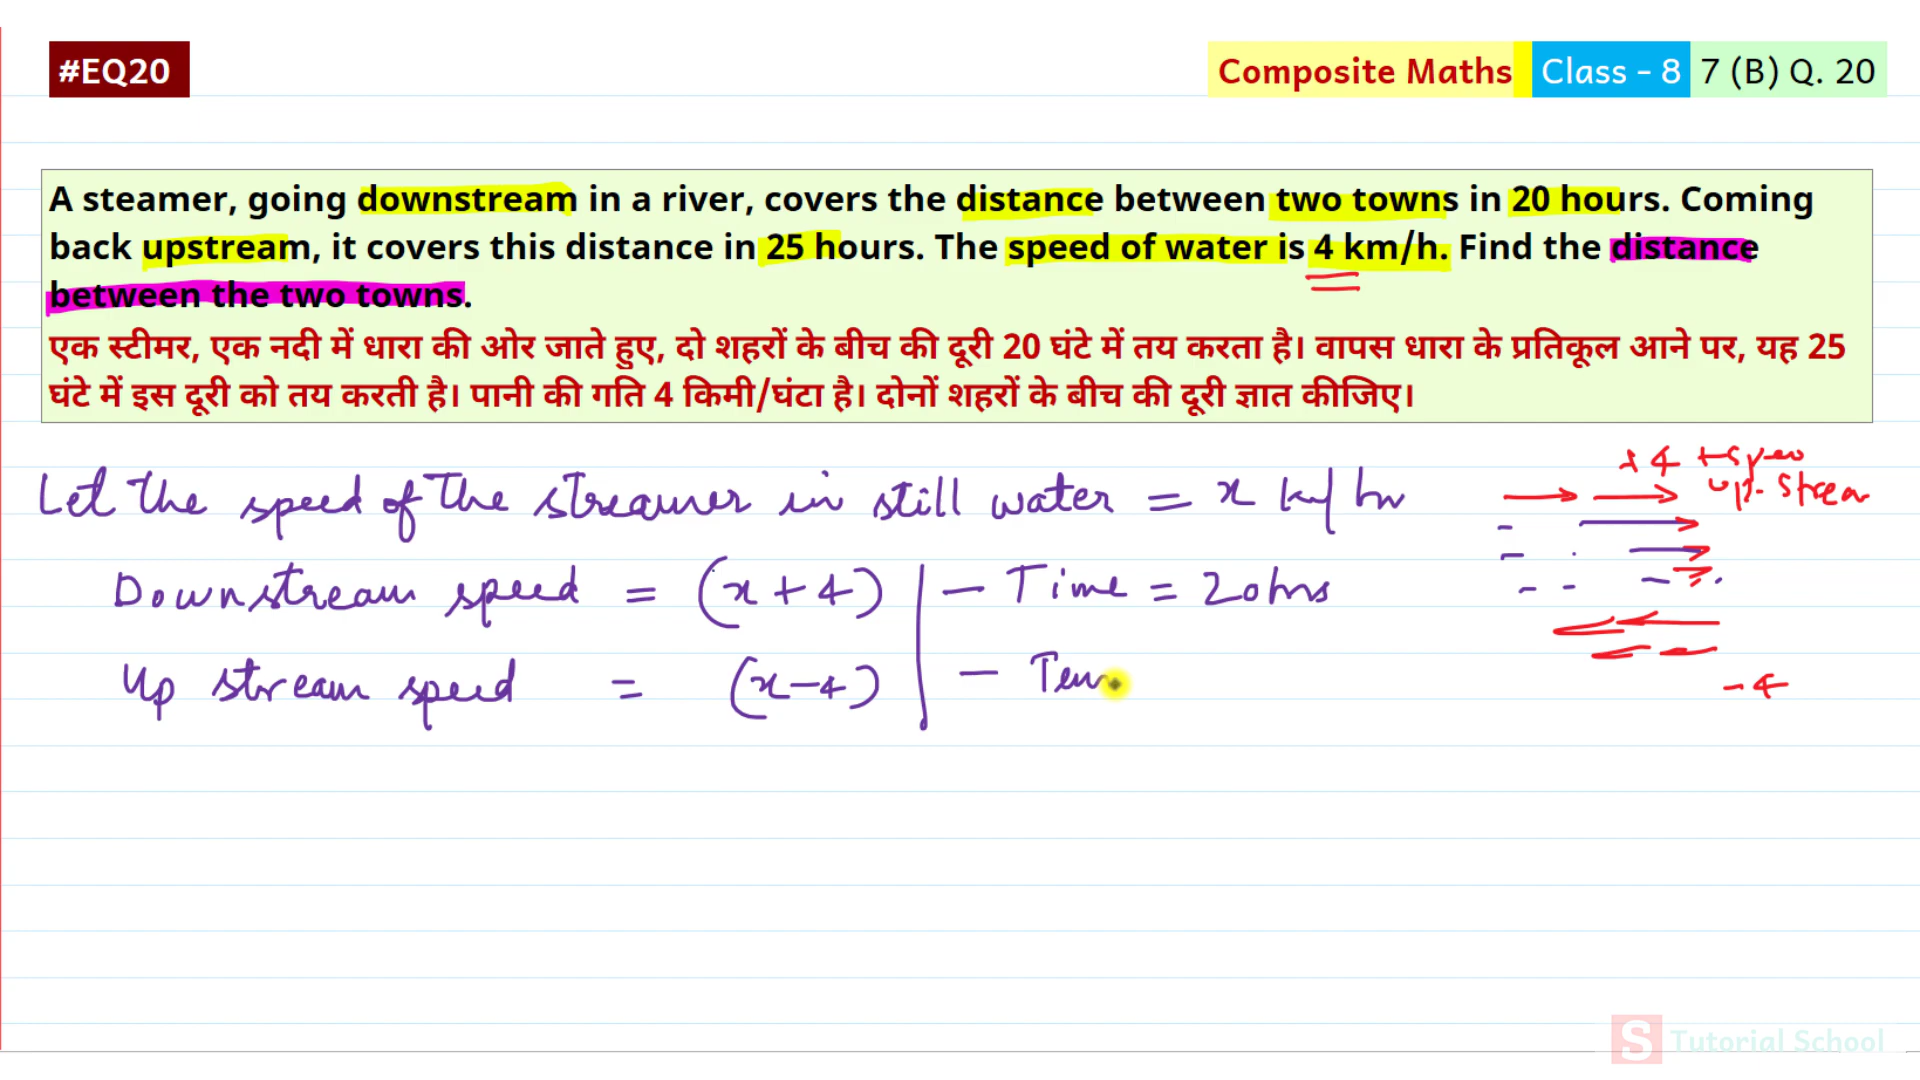 #EQ20
Composite Maths Class - 8 7 (B) Q. 20
A steamer, going downstream in a river, covers the distance between two towns in 20 hours. Coming
back upstream, it covers this distance in 25 hours. The speed of water is 4 km/h. Find the distance
between the two towns.
एक स्टीमर, एक नदी में धारा की ओर जाते हुए, दो शहरों के बीच की दूरी 20 घंटे में तय करता है। वापस धारा के प्रतिकूल आने पर, यह 25
घंटे में इस दूरी को तय करती है। पानी की गति 4 किमी/घंटा है। दोनों शहरों के बीच की दूरी ज्ञात कीजिए।
+4
Let the speed of the streamer in still water = x km/hr
Downstream speed = (x+4) - Time = 20hrs
Up stream speed = (x-4) -
-4
S Tutorial School